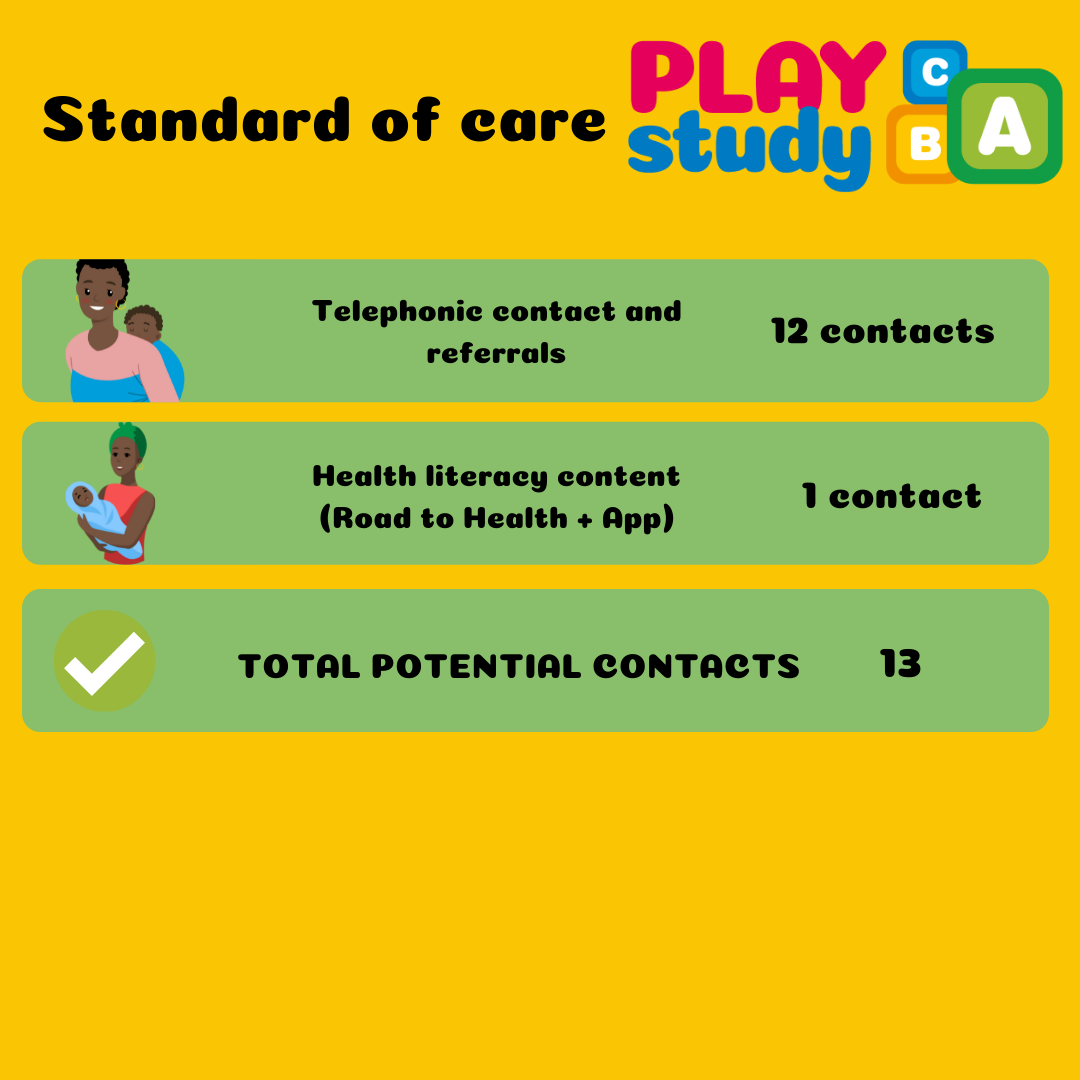 Standard of care
PLAY
study
C
B
A
Telephonic contact and
referrals
12 contacts
Health literacy content
(Road to Health + App)
1 contact
TOTAL POTENTIAL CONTACTS
13